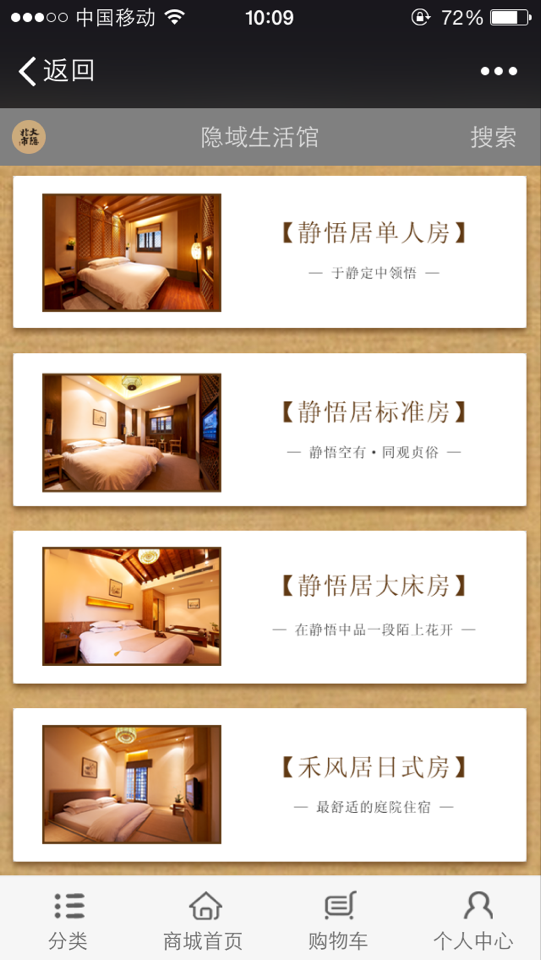 中国移动
10:09
72%
返回
大隐
北市
隐域生活馆
搜索
【静悟居单人房】
— 于静定中领悟 —
【静悟居标准房】
— 静悟空有•同观贞俗 —
【静悟居大床房】
— 在静悟中品一段陌上花开 —
【禾风居日式房】
— 最舒适的庭院住宿 —
分类
商城首页
购物车
个人中心